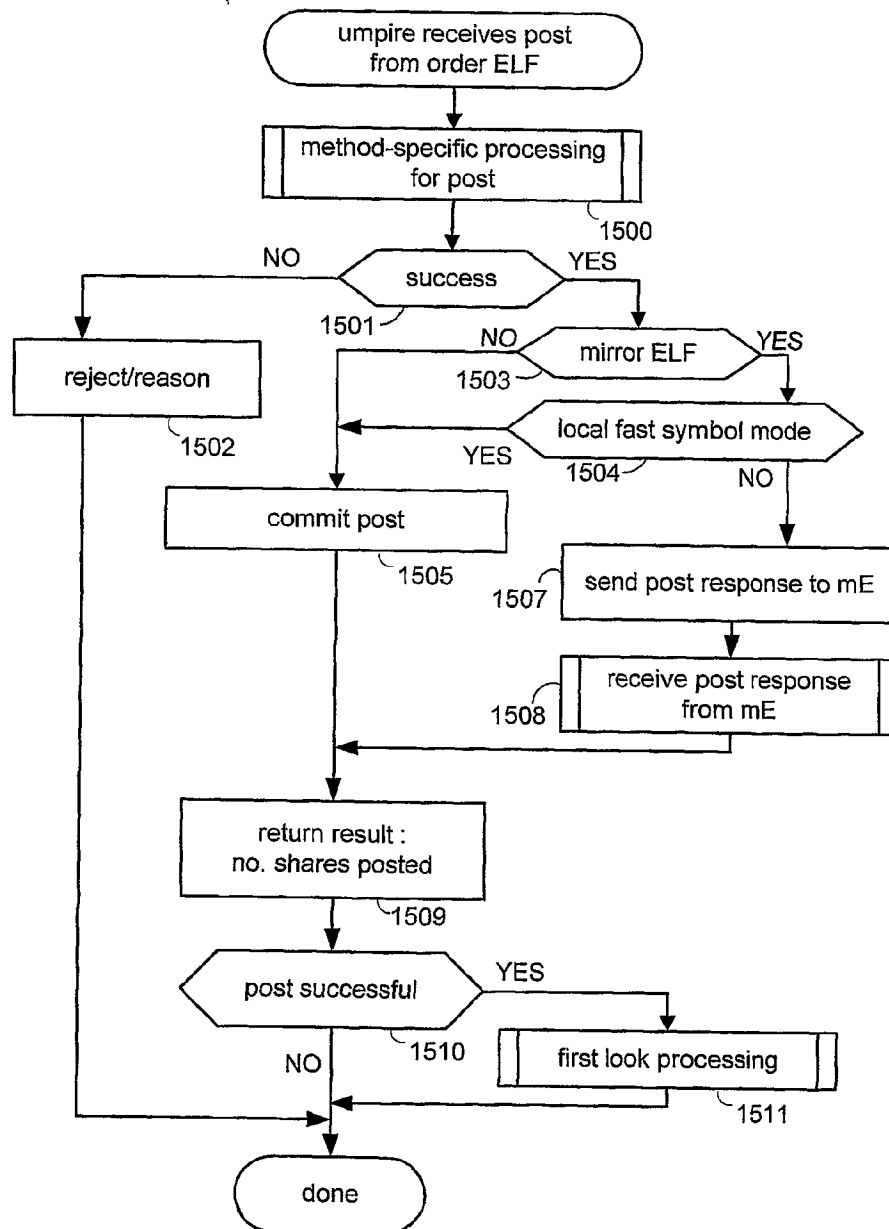 umpire receives post
from order ELF
method-specific processing
for post
1500
NO
YES
success
1501
NO
YES
mirror ELF
1503
reject/reason
1502
local fast symbol mode
YES
1504
NO
commit post
1505
send post response to mE
1507
receive post response
from mE
1508
return result :
no. shares posted
1509
YES
post successful
1510
NO
first look processing
1511
done